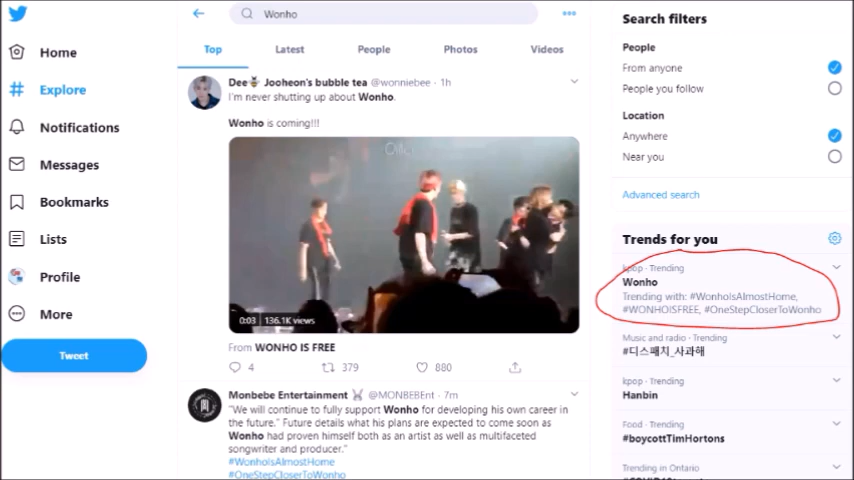 Home
Explore
Notifications
Messages
Bookmarks
Lists
Profile
More
Tweet
Wonho
Top
Latest
People
Photos
Videos
Dee Jooheon's bubble tea @wonniebee · 1h
I'm never shutting up about Wonho.
Wonho is coming!!!
0:03 136.1K views
From WONHO IS FREE
4 379 880
Monbebe Entertainment @MONBEBEnt · 7m
"We will continue to fully support Wonho for developing his own career in
the future." Future details what his plans are expected to come soon as
Wonho had proven himself both as an artist as well as multifaceted
songwriter and producer."
#WonhoIsAlmostHome
#OneStepCloserToWonho
Search filters
People
From anyone
People you follow
Location
Anywhere
Near you
Advanced search
Trends for you
kpop · Trending
Wonho
Trending with: #WonhoIsAlmostHome,
#WONHOISFREE, #OneStepCloserToWonho
Music and radio · Trending
#디스패치_사과해
kpop · Trending
Hanbin
Food · Trending
#boycottTimHortons
Trending in Ontario